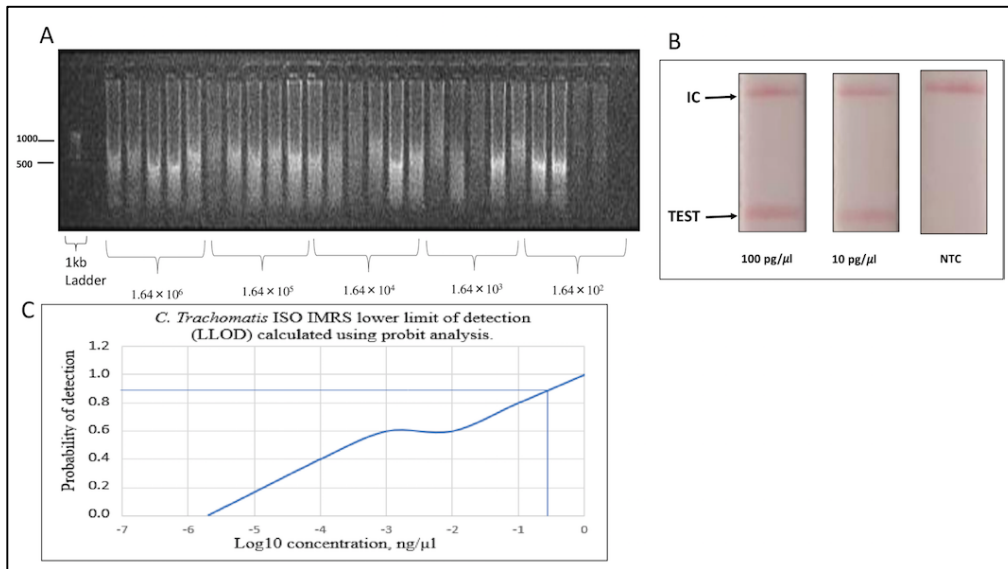 A
1000
500
1kb
Ladder
1.64 × 10⁶
1.64 × 10⁵
1.64 × 10⁴
1.64 × 10³
1.64 × 10²
B
IC
TEST
100 pg/µl
10 pg/µl
NTC
C
C. Trachomatis ISO IMRS lower limit of detection
(LLOD) calculated using probit analysis.
Probability of detection
1.2
1.0
0.8
0.6
0.4
0.2
0.0
-7
-6
-5
-4
-3
-2
-1
0
Log10 concentration, ng/µl